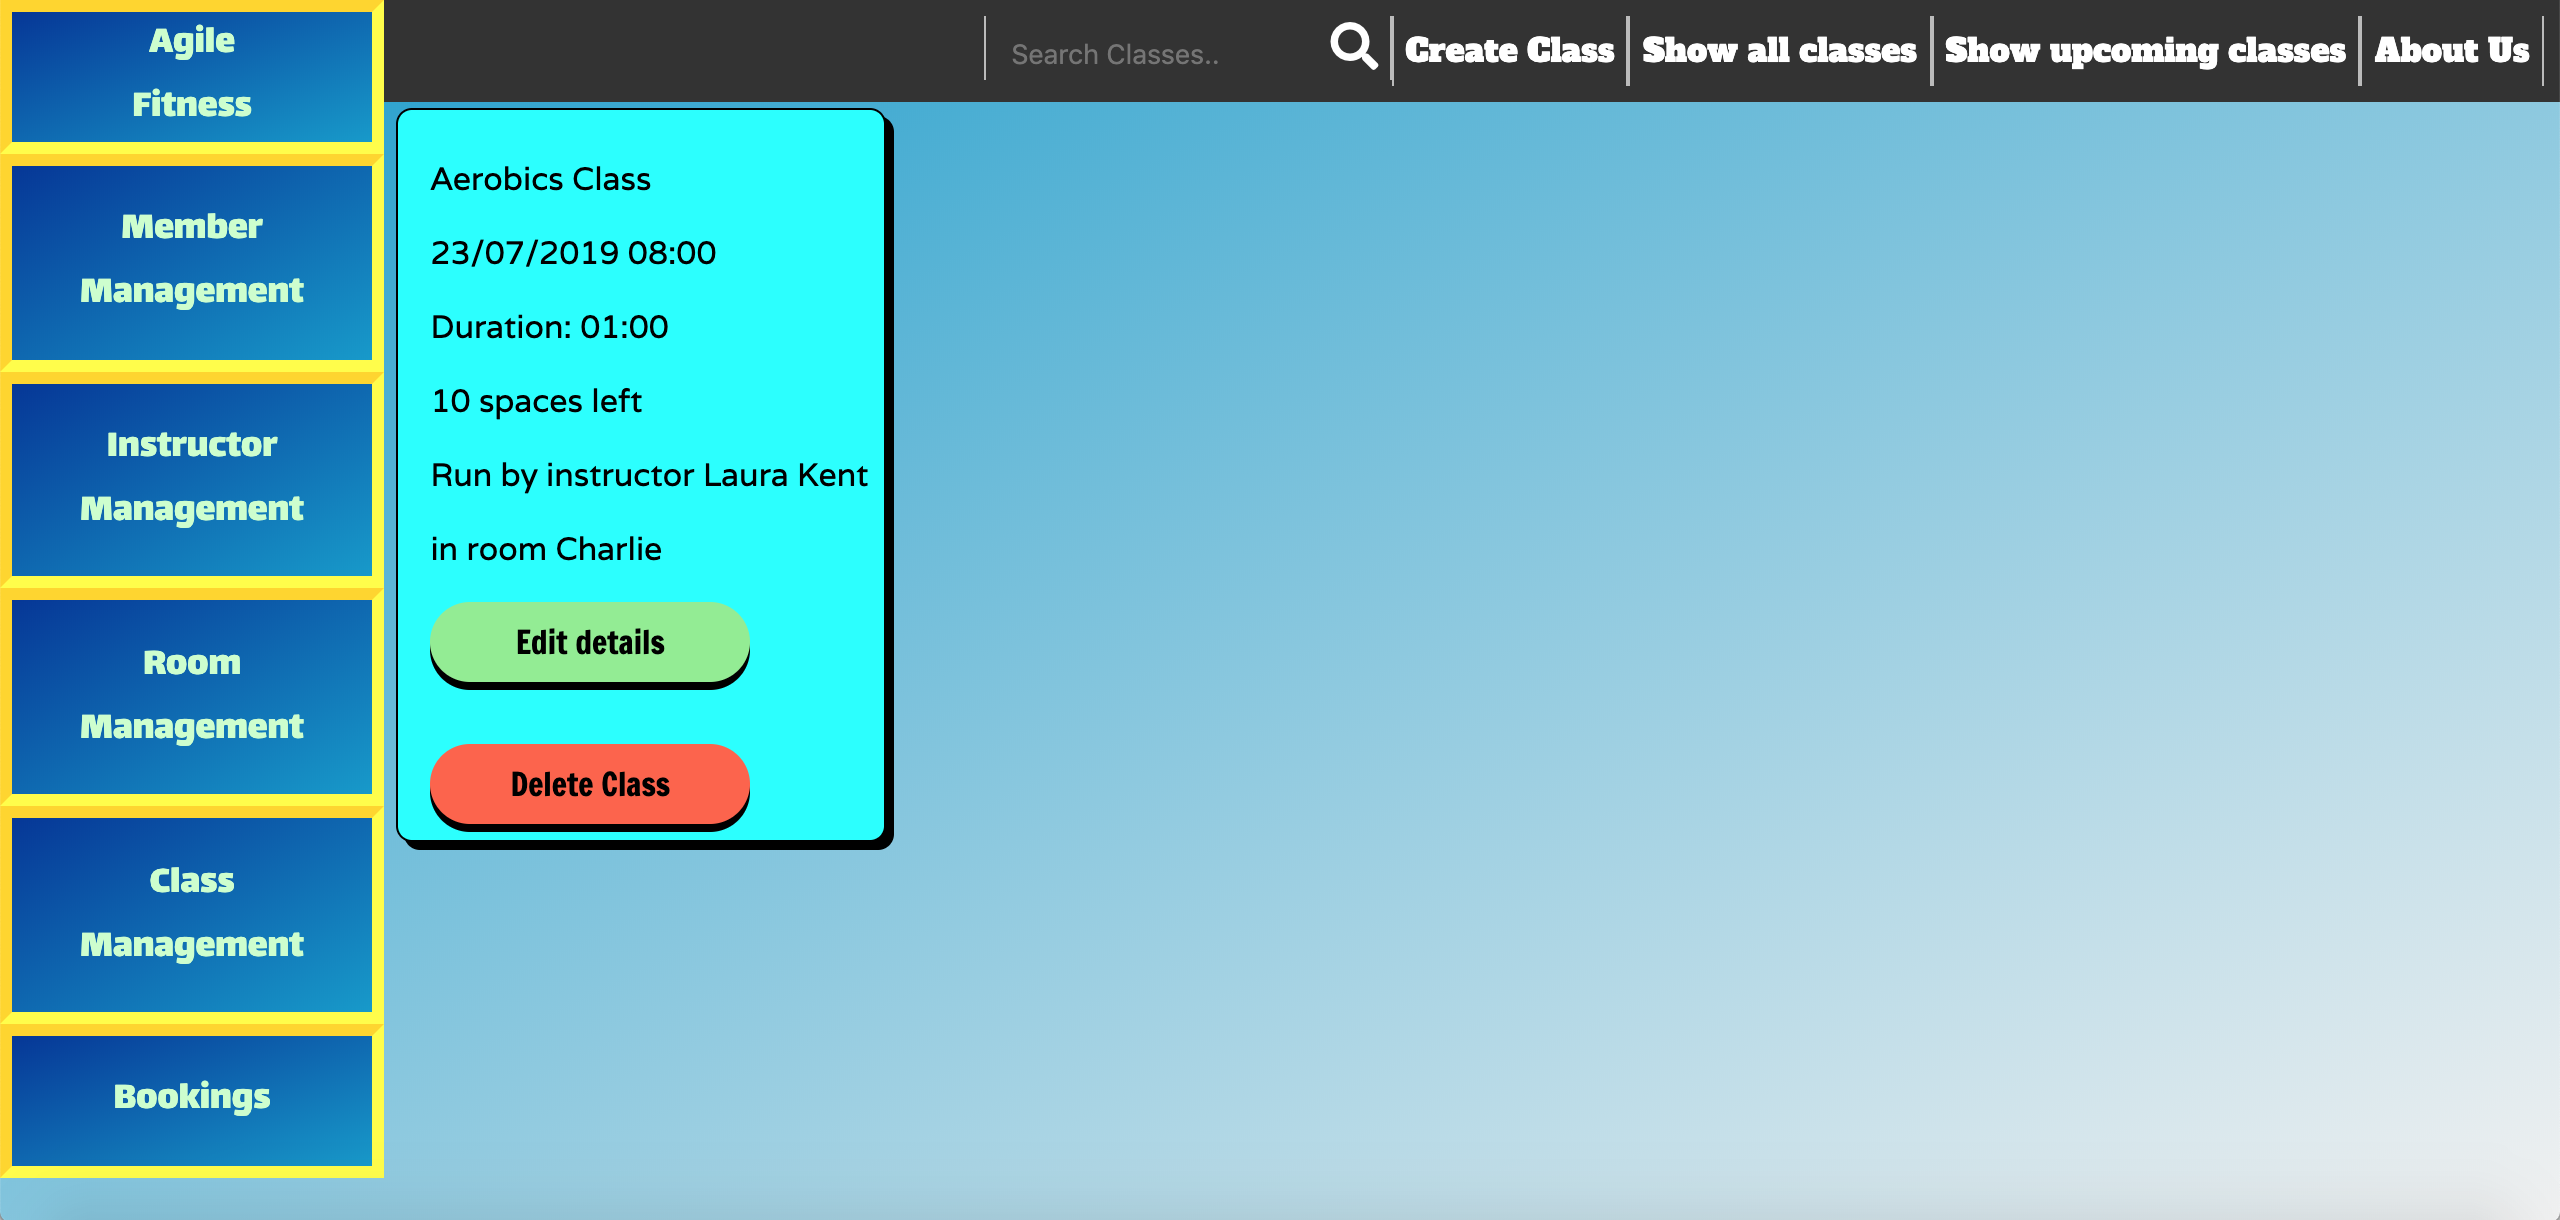 Agile
Fitness
Member
Management
Instructor
Management
Room
Management
Class
Management
Bookings
Search Classes..
Create Class
Show all classes
Show upcoming classes
About Us
Aerobics Class
23/07/2019 08:00
Duration: 01:00
10 spaces left
Run by instructor Laura Kent
in room Charlie
Edit details
Delete Class